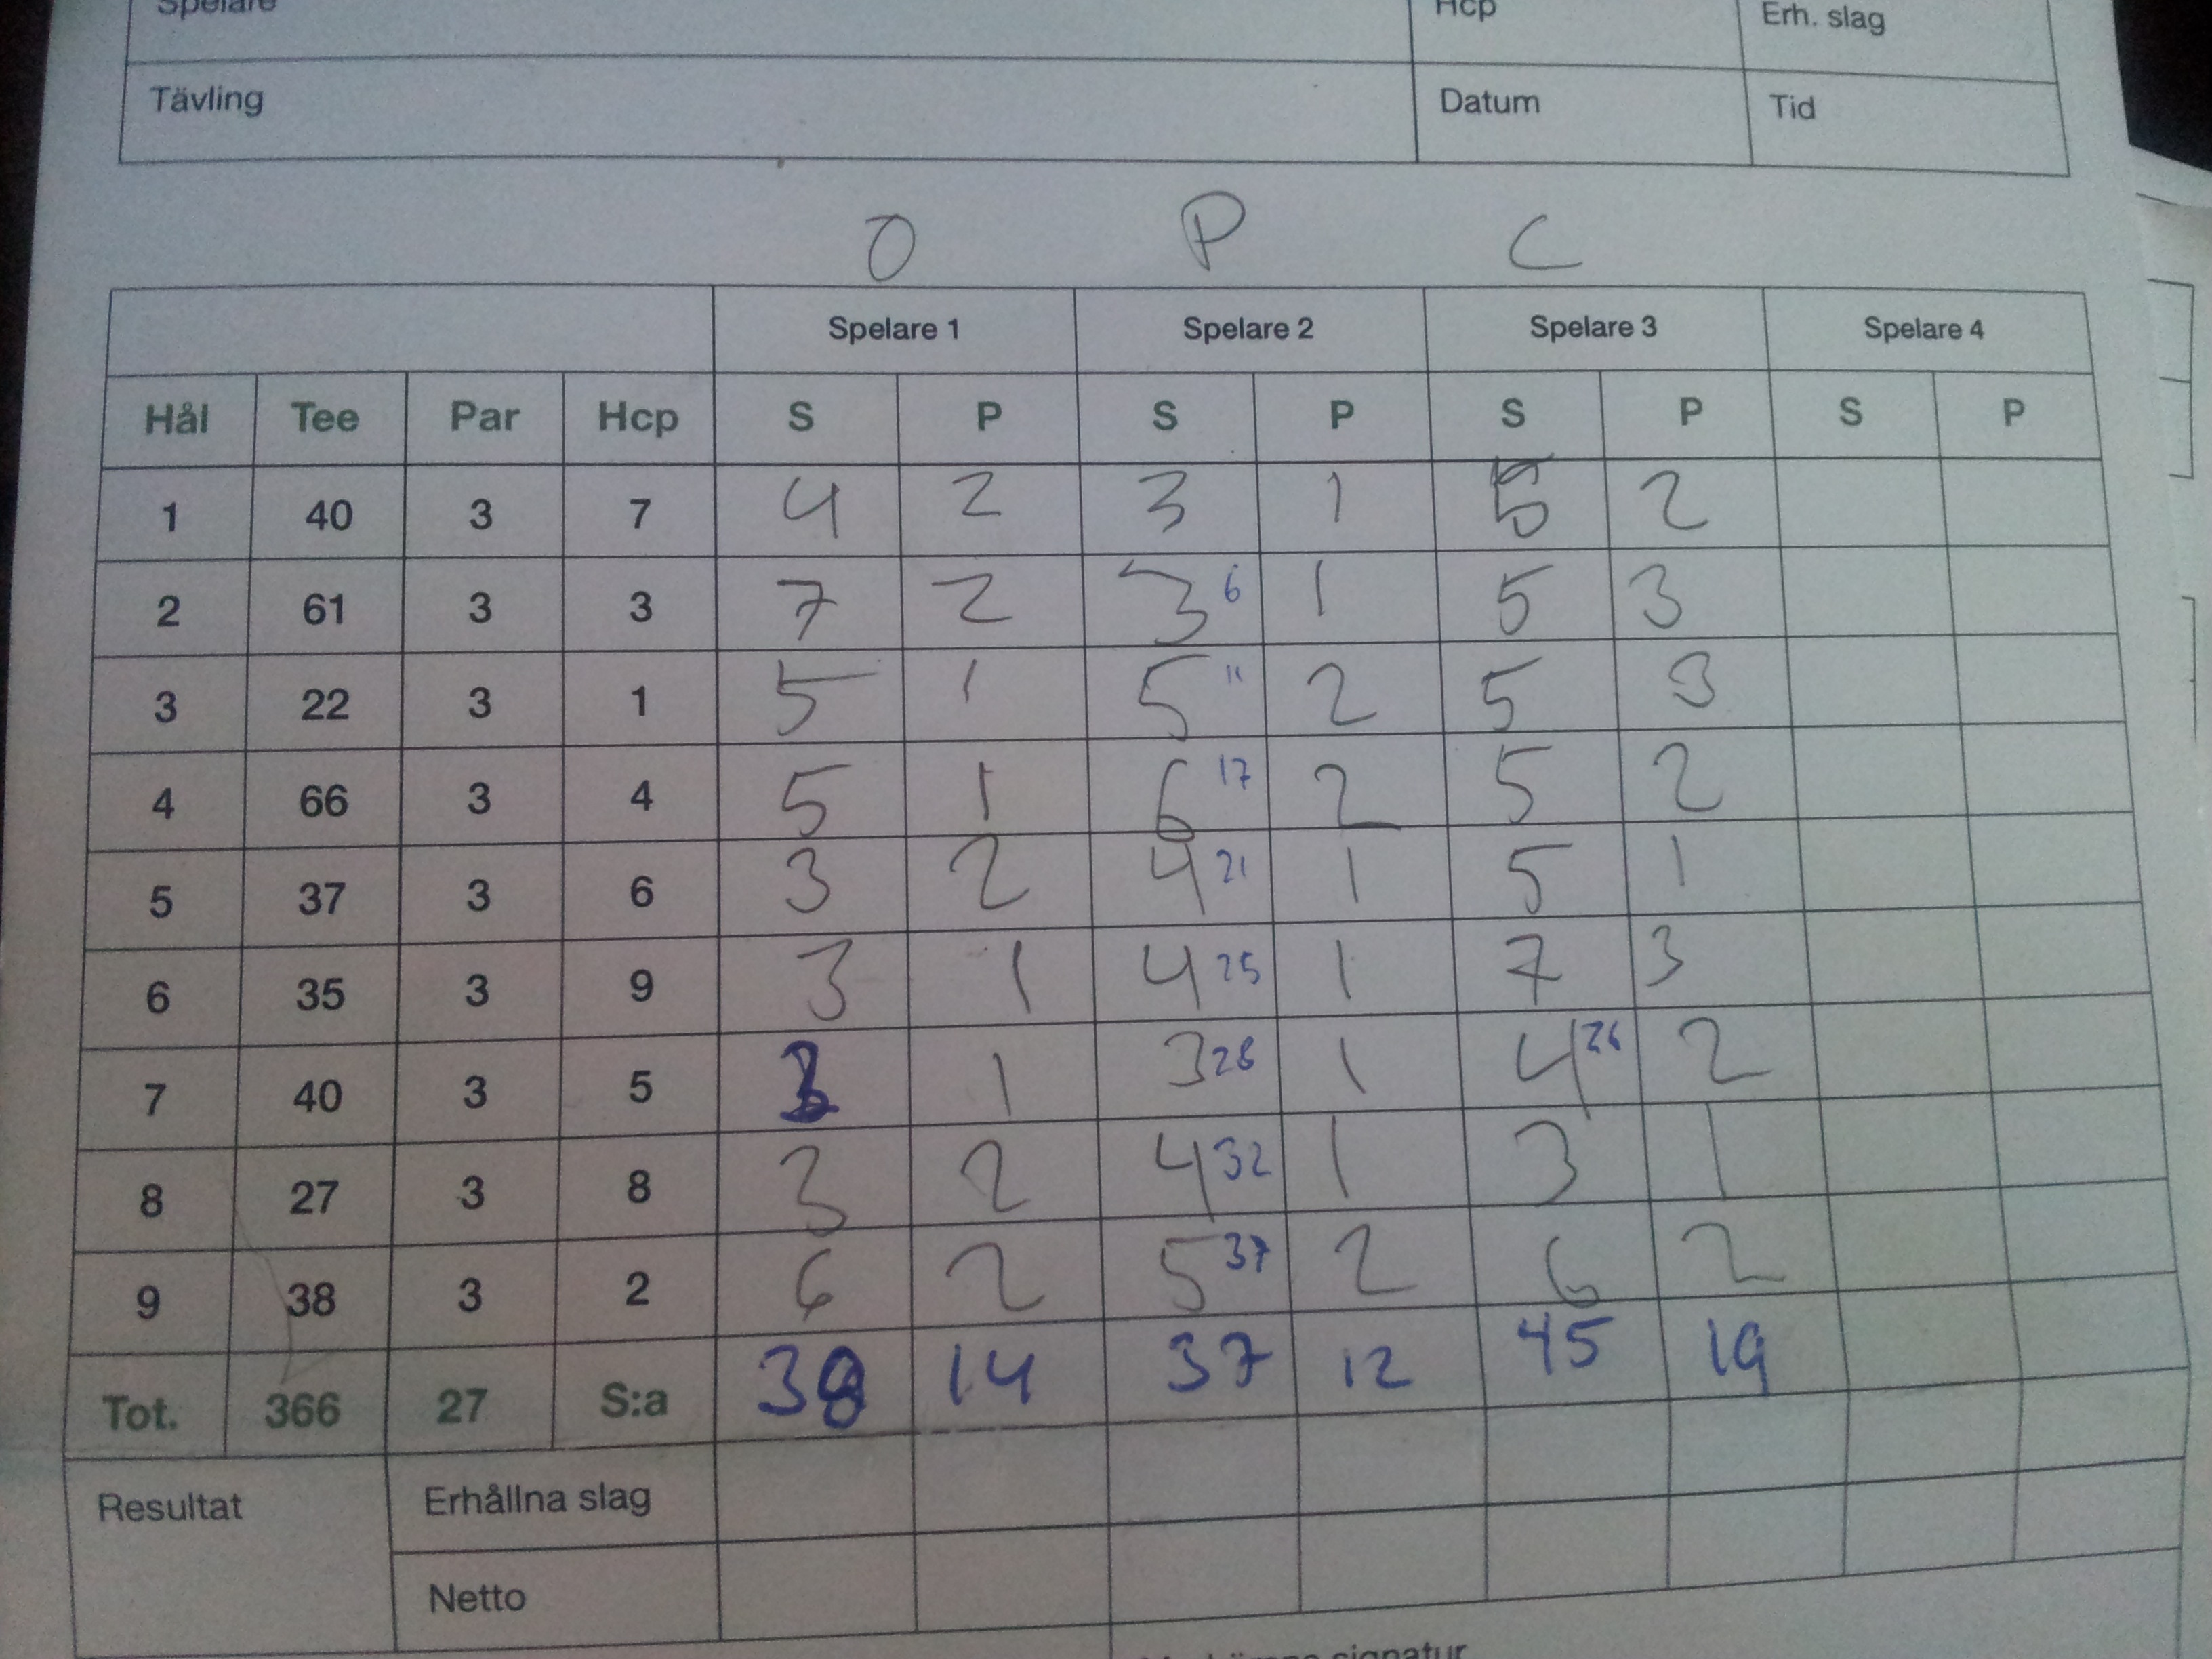 Spelare Hcp Erh. slag
Tävling Datum Tid
O P C
Spelare 1 Spelare 2 Spelare 3 Spelare 4
Hål Tee Par Hcp S P S P S P S P
1 40 3 7 4 2 3 1 5 2
2 61 3 3 7 2 3 6 1 5 3
3 22 3 1 5 1 5 11 2 5 3
4 66 3 4 5 1 6 17 2 5 2
5 37 3 6 3 2 4 21 1 5 1
6 35 3 9 3 1 4 25 1 7 3
7 40 3 5 1 3 28 1 4 2
8 27 3 8 3 2 4 32 1 3 1
9 38 3 2 6 2 5 37 2 6 2
Tot. 366 27 S:a 38 14 37 12 45 19
Resultat Erhållna slag
Netto
signatur